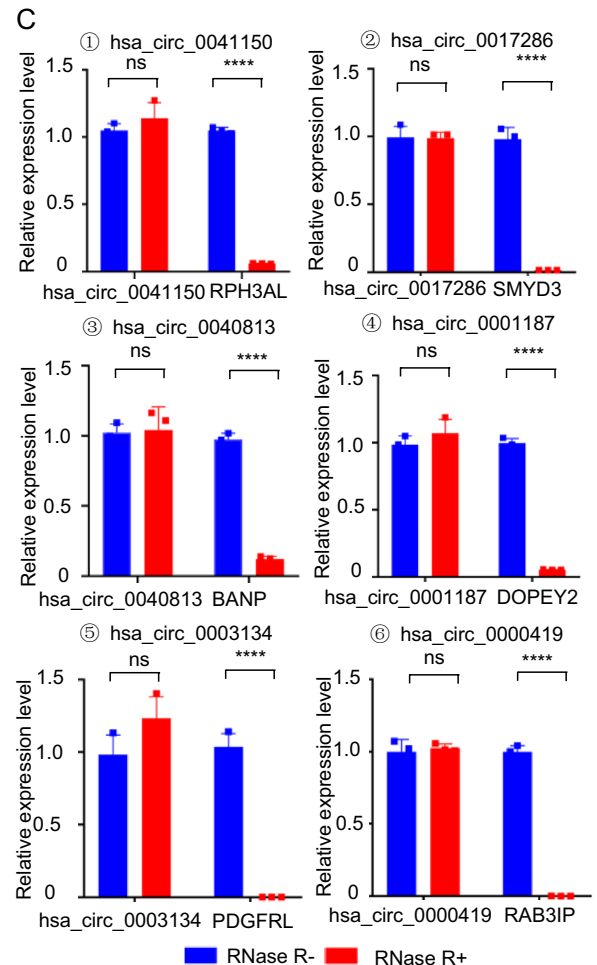 C
① hsa_circ_0041150
ns ****
Relative expression level
1.5
1.0
0.5
0
hsa_circ_0041150 RPH3AL
② hsa_circ_0017286
ns ****
Relative expression level
1.5
1.0
0.5
0
hsa_circ_0017286 SMYD3
③ hsa_circ_0040813
ns ****
Relative expression level
1.5
1.0
0.5
0
hsa_circ_0040813 BANP
④ hsa_circ_0001187
ns ****
Relative expression level
1.5
1.0
0.5
0
hsa_circ_0001187 DOPEY2
⑤ hsa_circ_0003134
ns ****
Relative expression level
1.5
1.0
0.5
0
hsa_circ_0003134 PDGFRL
⑥ hsa_circ_0000419
ns ****
Relative expression level
1.5
1.0
0.5
0
hsa_circ_0000419 RAB3IP
RNase R- RNase R+